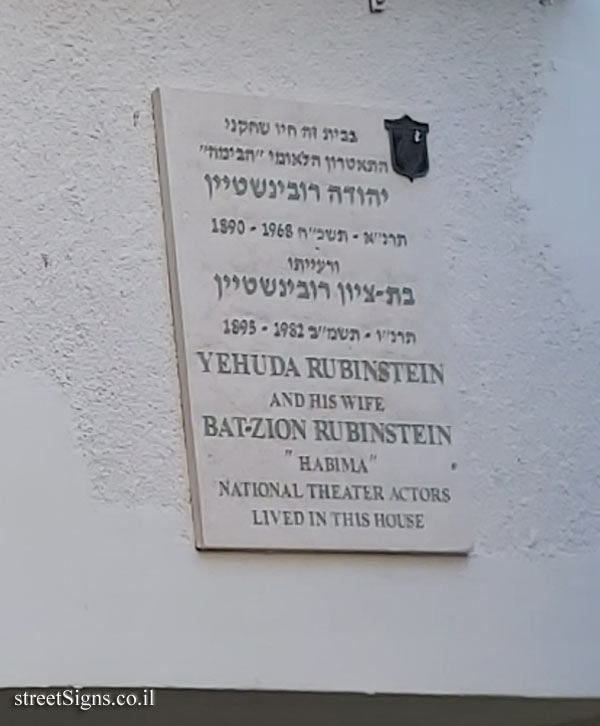 בבית זה חיו שחקני
התאטרון הלאומי "הבימה"
יהודה רובינשטיין
תרנ"א - תשכ"ח 1968 - 1890
ורעייתו
בת-ציון רובינשטיין
תרנ"ו - תשמ"ב 1982 - 1895
YEHUDA RUBINSTEIN
AND HIS WIFE
BAT-ZION RUBINSTEIN
"HABIMA"
NATIONAL THEATER ACTORS
LIVED IN THIS HOUSE
streetSigns.co.il